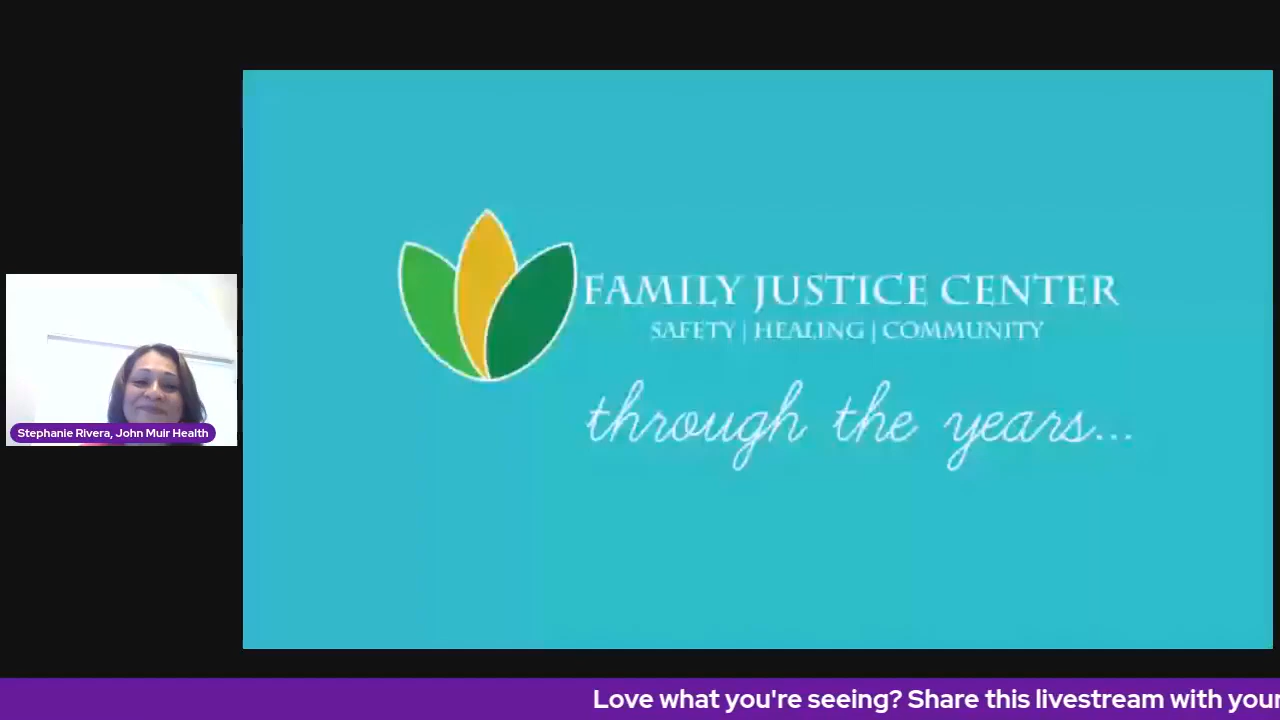 FAMILY JUSTICE CENTER
SAFETY | HEALING | COMMUNITY
through the years...
Stephanie Rivera, John Muir Health
Love what you're seeing? Share this livestream with your